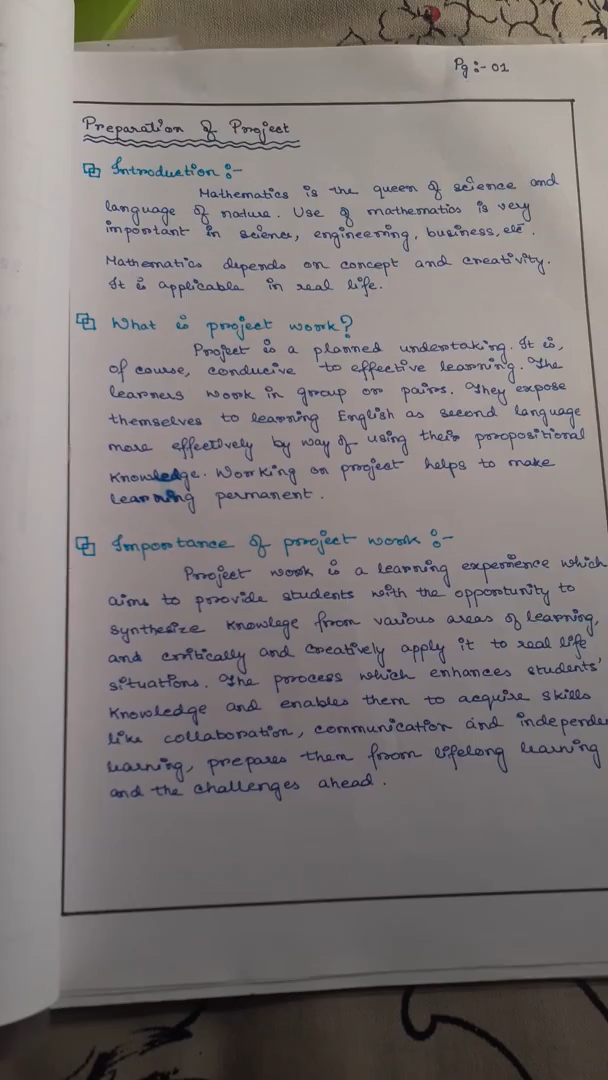 Pg:- 01
Preparation of Project
Introduction :-
Mathematics is the queen of science and
language of nature. Use of mathematics is very
important in science, engineering, business, etc.
Mathematics depends on concept and creativity.
It is applicable in real life.
What is project work?
Project is a planned undertaking. It is,
of course, conducive to effective learning. The
learners work in group or pairs. They expose
themselves to learning English as second language
more effectively by way of using their propositional
knowledge. Working on project helps to make
learning permanent.
Importance of project work :-
Project work is a learning experience which
aims to provide students with the opportunity to
synthesize knowlege from various areas of learning,
and critically and creatively apply it to real life
situations. The process which enhances students'
knowledge and enables them to acquire skills
like collaboration, communication and independe
learning, prepares them from lifelong learning
and the challenges ahead.